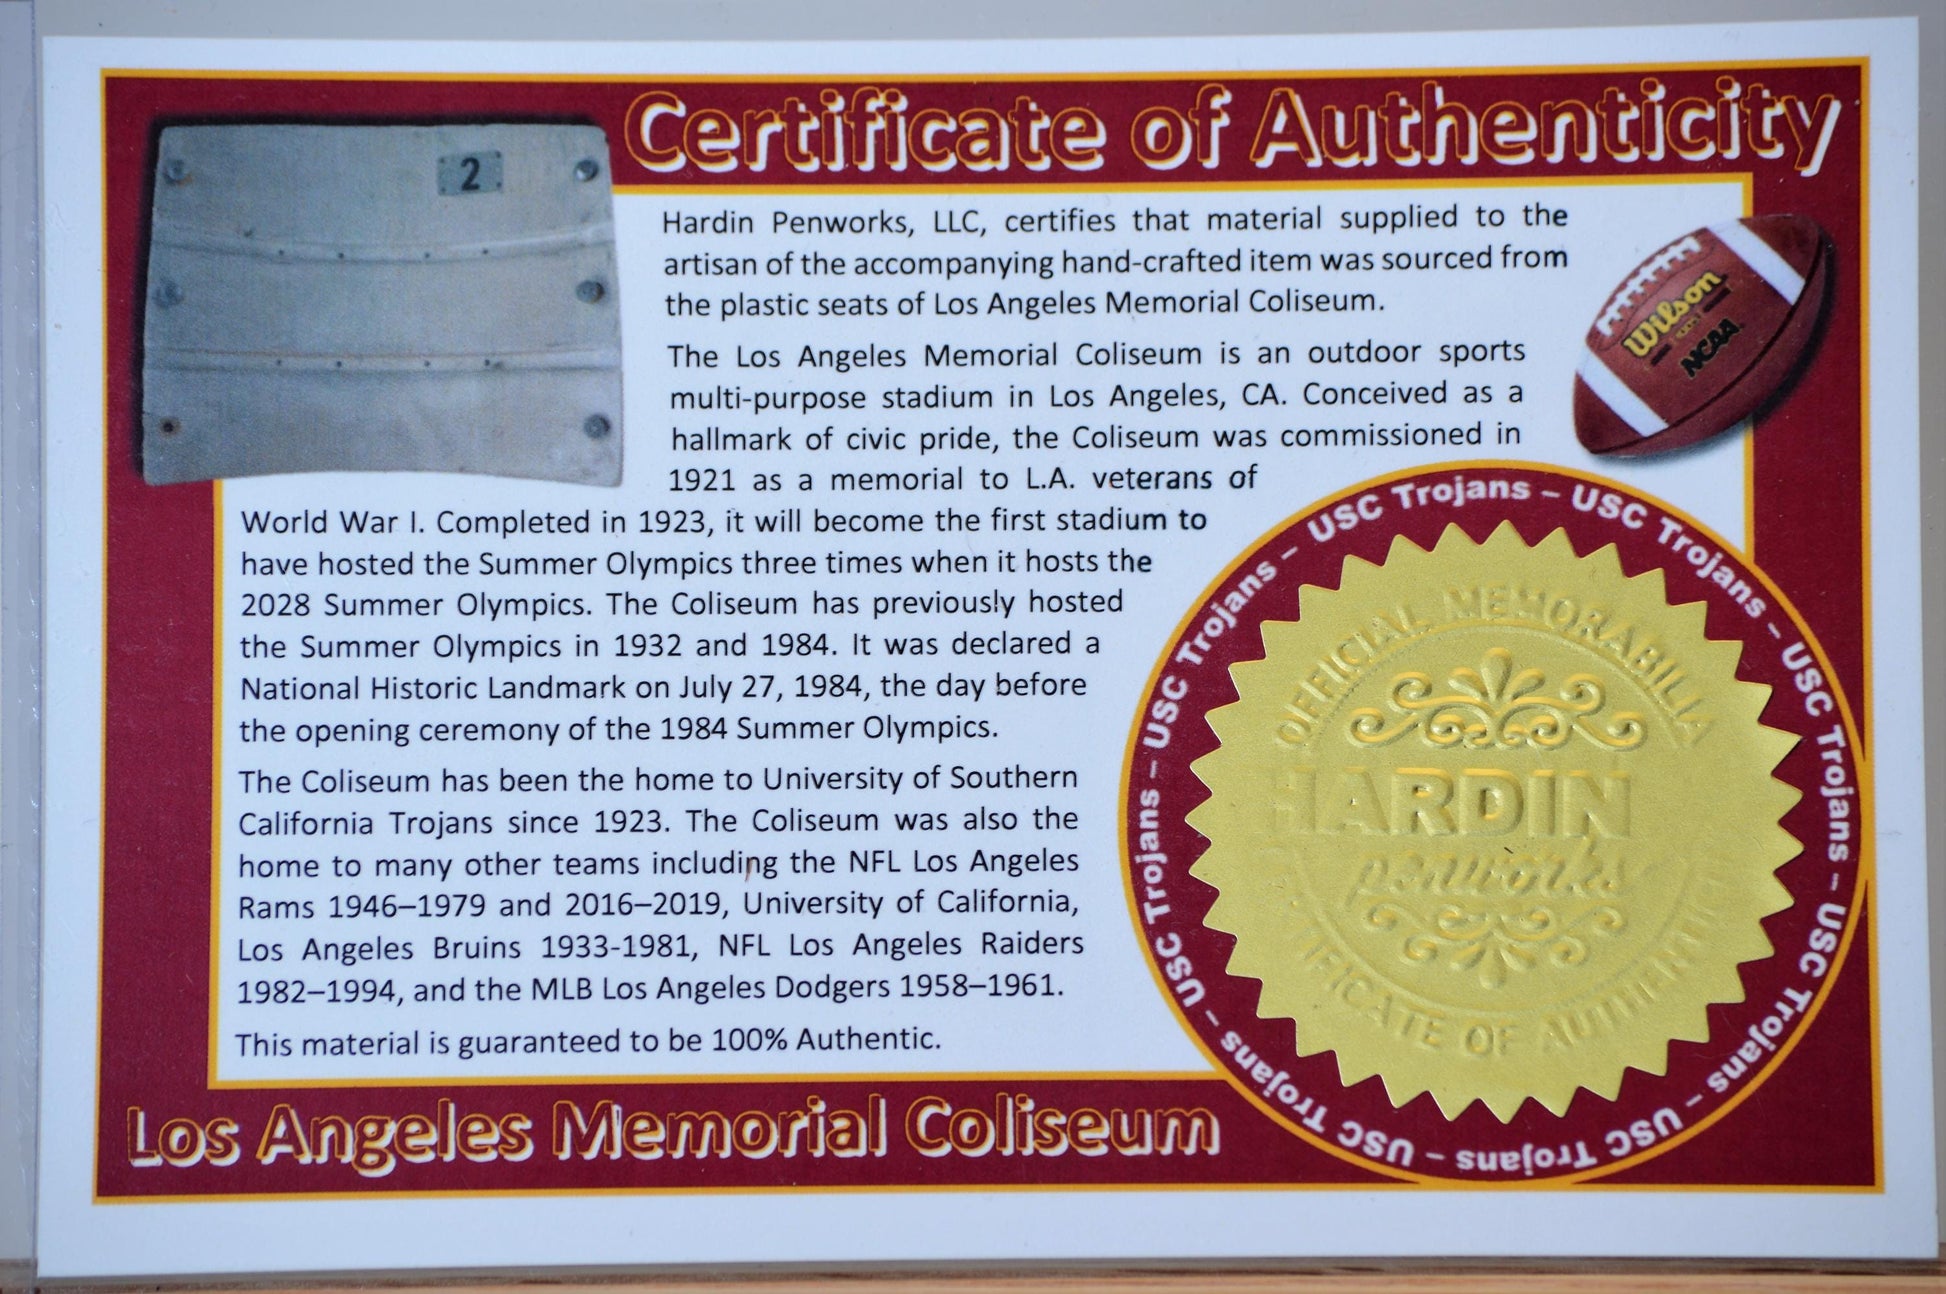 Certificate of Authenticity
2
Hardin Penworks, LLC, certifies that material supplied to the
artisan of the accompanying hand-crafted item was sourced from
the plastic seats of Los Angeles Memorial Coliseum.
Wilson
NCAA
The Los Angeles Memorial Coliseum is an outdoor sports
multi-purpose stadium in Los Angeles, CA. Conceived as a
hallmark of civic pride, the Coliseum was commissioned in
1921 as a memorial to L.A. veterans of
World War I. Completed in 1923, it will become the first stadium to
have hosted the Summer Olympics three times when it hosts the
2028 Summer Olympics. The Coliseum has previously hosted
the Summer Olympics in 1932 and 1984. It was declared a
National Historic Landmark on July 27, 1984, the day before
the opening ceremony of the 1984 Summer Olympics.
The Coliseum has been the home to University of Southern
California Trojans since 1923. The Coliseum was also the
home to many other teams including the NFL Los Angeles
Rams 1946–1979 and 2016–2019, University of California,
Los Angeles Bruins 1933-1981, NFL Los Angeles Raiders
1982–1994, and the MLB Los Angeles Dodgers 1958–1961.
This material is guaranteed to be 100% Authentic.
USC Trojans – USC Trojans – USC Trojans – USC Trojans – USC Trojans – USC Trojans – USC Trojans – USC Trojans – USC Trojans – USC Trojans –
OFFICIAL MEMORABILIA
HARDIN
penworks
OF
Los Angeles Memorial Coliseum